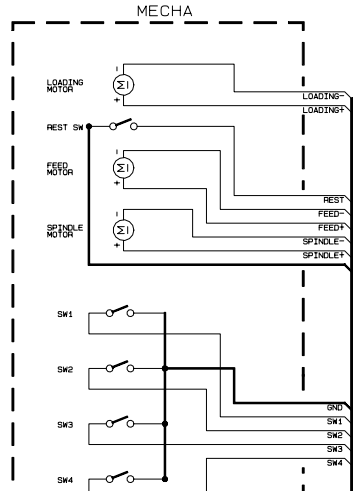 MECHA
LOADING
MOTOR
LOADING-
LOADING+
REST SW
FEED
MOTOR
REST
FEED-
FEED+
SPINDLE
MOTOR
SPINDLE-
SPINDLE+
SW1
SW2
SW3
SW4
GND
SW1
SW2
SW3
SW4